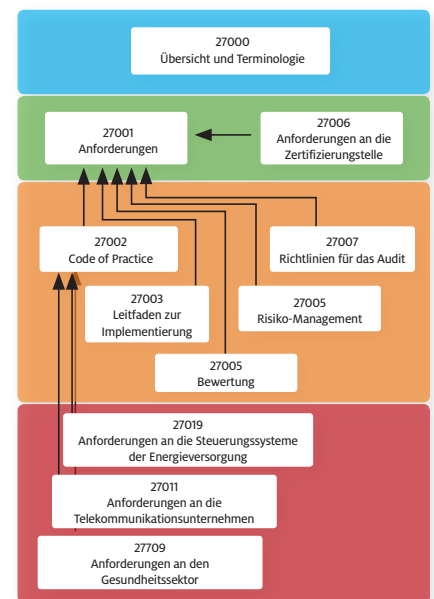 27000
Übersicht und Terminologie
27001
Anforderungen
27006
Anforderungen an die
Zertifizierungstelle
27002
Code of Practice
27007
Richtlinien für das Audit
27003
Leitfaden zur
Implementierung
27005
Risiko-Management
27005
Bewertung
27019
Anforderungen an die Steuerungssysteme
der Energieversorgung
27011
Anforderungen an die
Telekommunikationsunternehmen
27709
Anforderungen an den
Gesundheitssektor